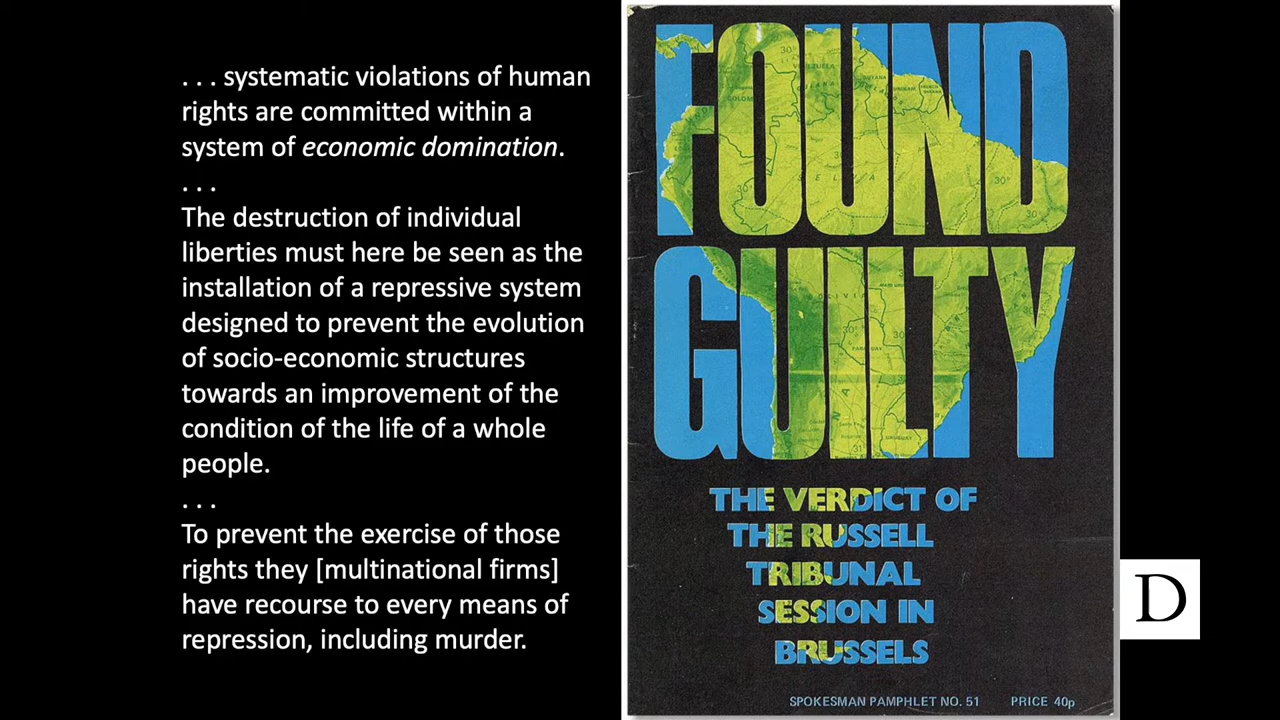 . . . systematic violations of human
rights are committed within a
system of economic domination.
. . .
The destruction of individual
liberties must here be seen as the
installation of a repressive system
designed to prevent the evolution
of socio-economic structures
towards an improvement of the
condition of the life of a whole
people.
. . .
To prevent the exercise of those
rights they [multinational firms]
have recourse to every means of
repression, including murder.
FOUND
GUILTY
THE VERDICT OF
THE RUSSELL
TRIBUNAL
SESSION IN
BRUSSELS
SPOKESMAN PAMPHLET NO. 51 PRICE 40p
D